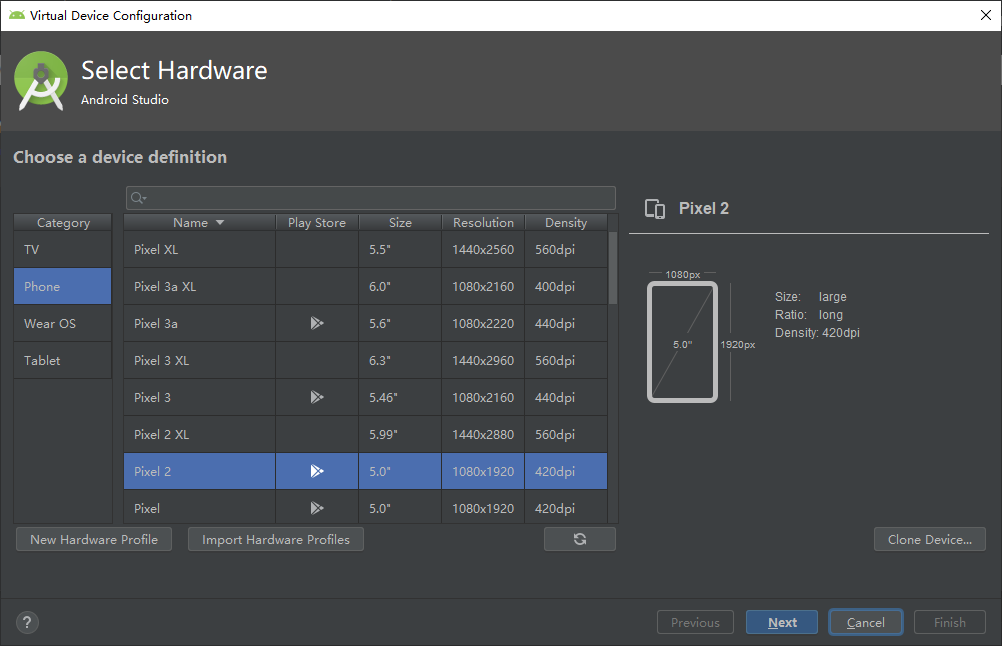 Virtual Device Configuration
Select Hardware
Android Studio
Choose a device definition
Category
TV
Phone
Wear OS
Tablet
Name Play Store Size Resolution Density
Pixel XL 5.5" 1440x2560 560dpi
Pixel 3a XL 6.0" 1080x2160 400dpi
Pixel 3a 5.6" 1080x2220 440dpi
Pixel 3 XL 6.3" 1440x2960 560dpi
Pixel 3 5.46" 1080x2160 440dpi
Pixel 2 XL 5.99" 1440x2880 560dpi
Pixel 2 5.0" 1080x1920 420dpi
Pixel 5.0" 1080x1920 420dpi
New Hardware Profile Import Hardware Profiles
Pixel 2
1080px
5.0"
1920px
Size: large
Ratio: long
Density: 420dpi
Clone Device...
? Previous Next Cancel Finish